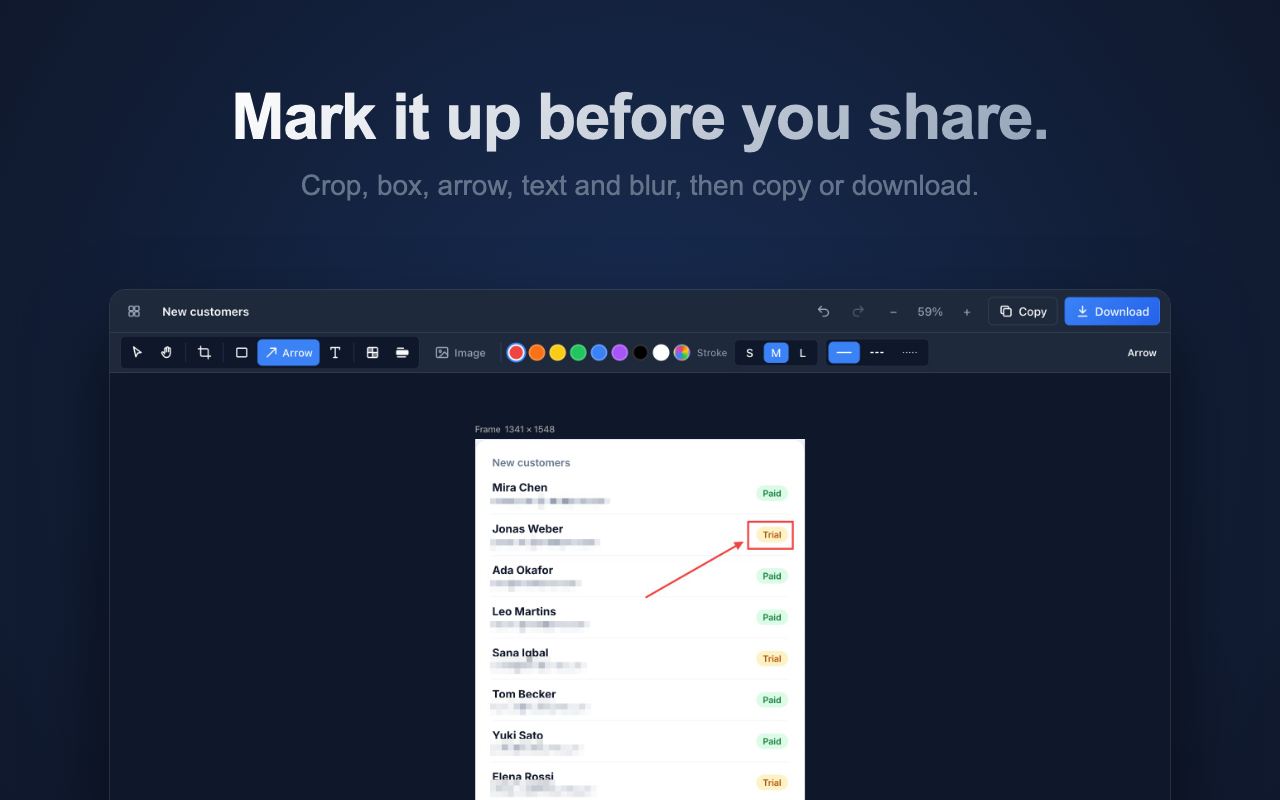 Mark it up before you share.
Crop, box, arrow, text and blur, then copy or download.
New customers
59%
Copy
Download
Arrow
Image
Stroke
S
M
L
Arrow
Frame 1341 × 1548
New customers
Mira Chen
Paid
Jonas Weber
Trial
Ada Okafor
Paid
Leo Martins
Paid
Sana Iqbal
Trial
Tom Becker
Paid
Yuki Sato
Paid
Elena Rossi
Trial